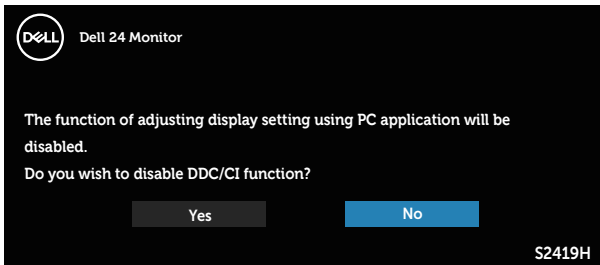 DELL
Dell 24 Monitor
The function of adjusting display setting using PC application will be
disabled.
Do you wish to disable DDC/CI function?
Yes
No
S2419H